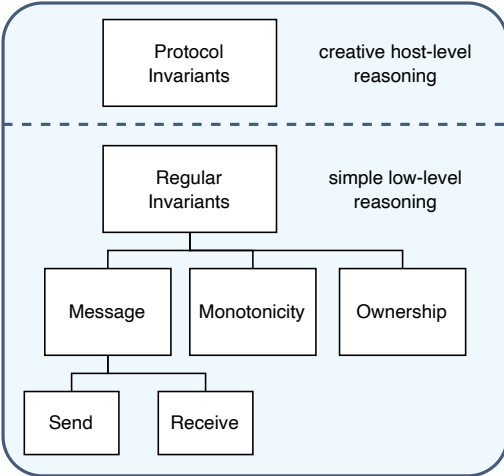 Protocol
Invariants
creative host-level
reasoning
Regular
Invariants
simple low-level
reasoning
Message
Monotonicity
Ownership
Send
Receive